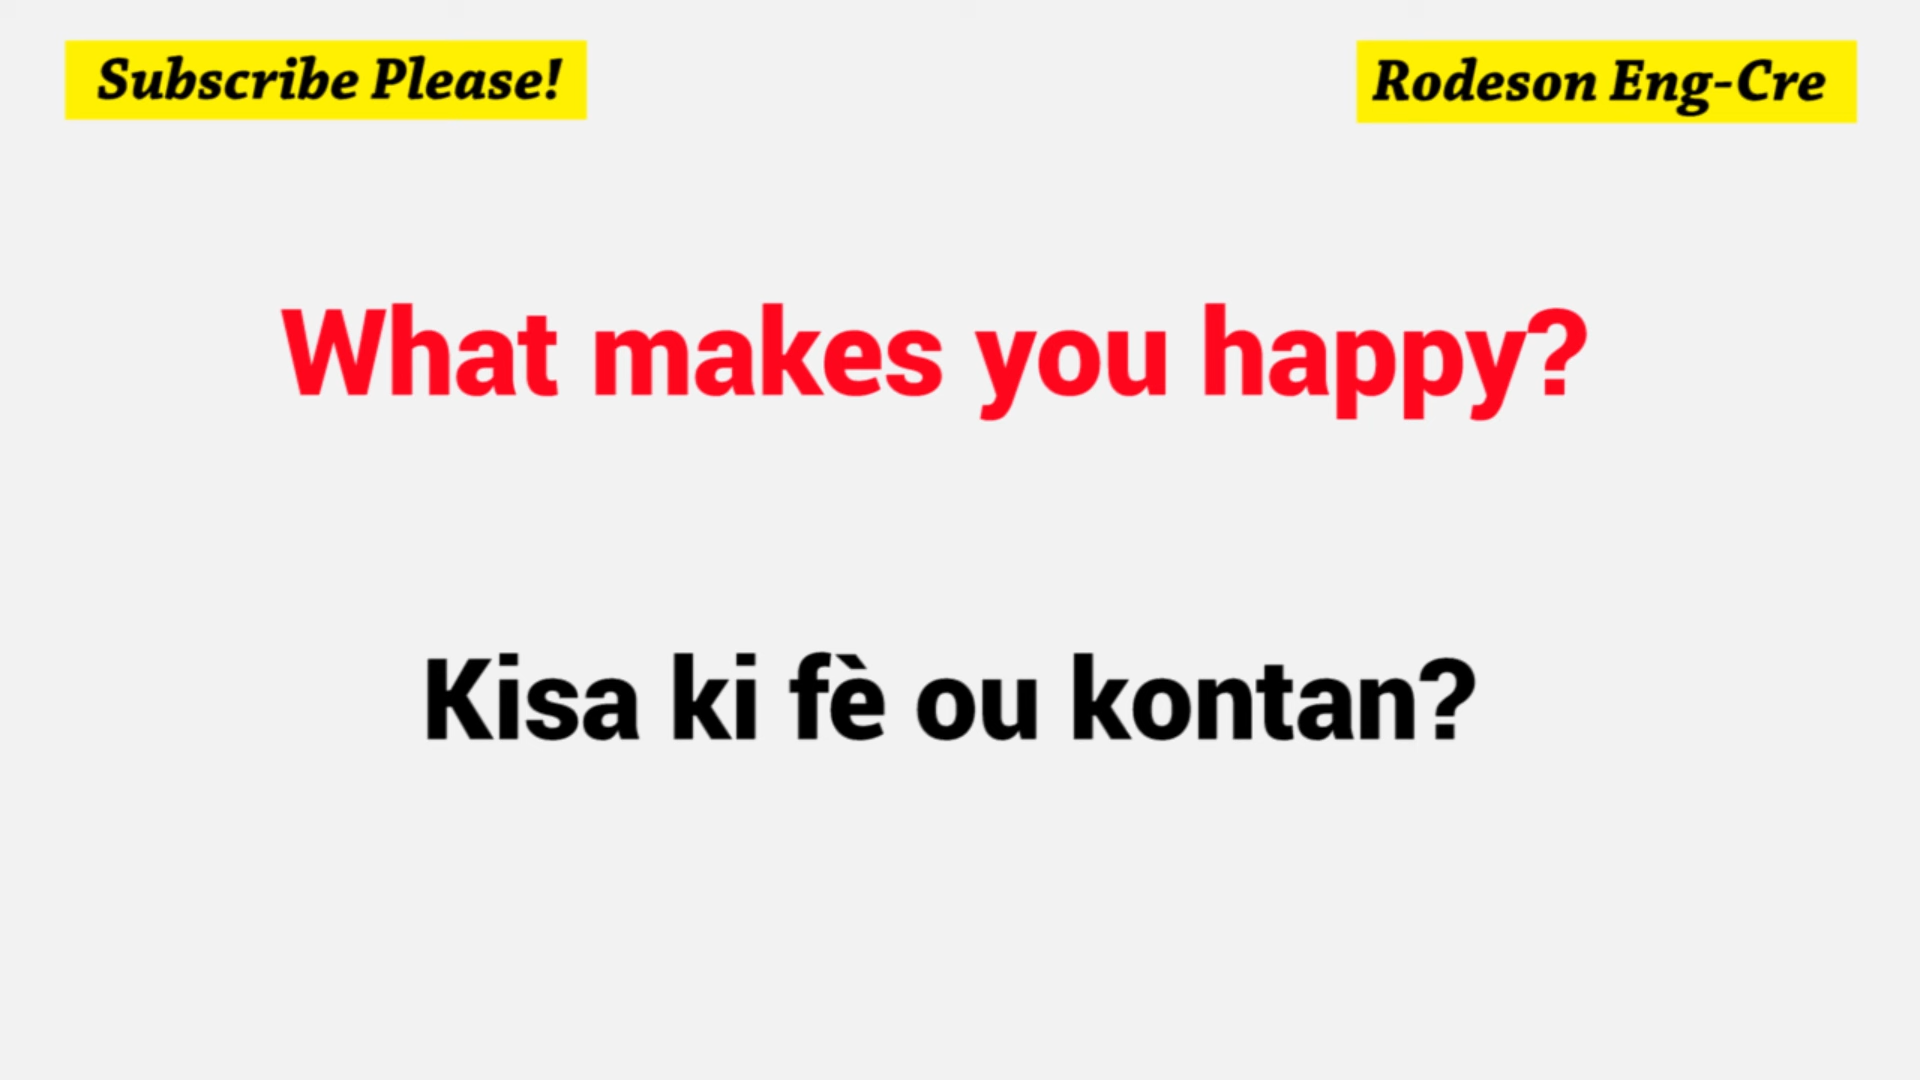 Subscribe Please!
Rodeson Eng-Cre
What makes you happy?
Kisa ki fè ou kontan?